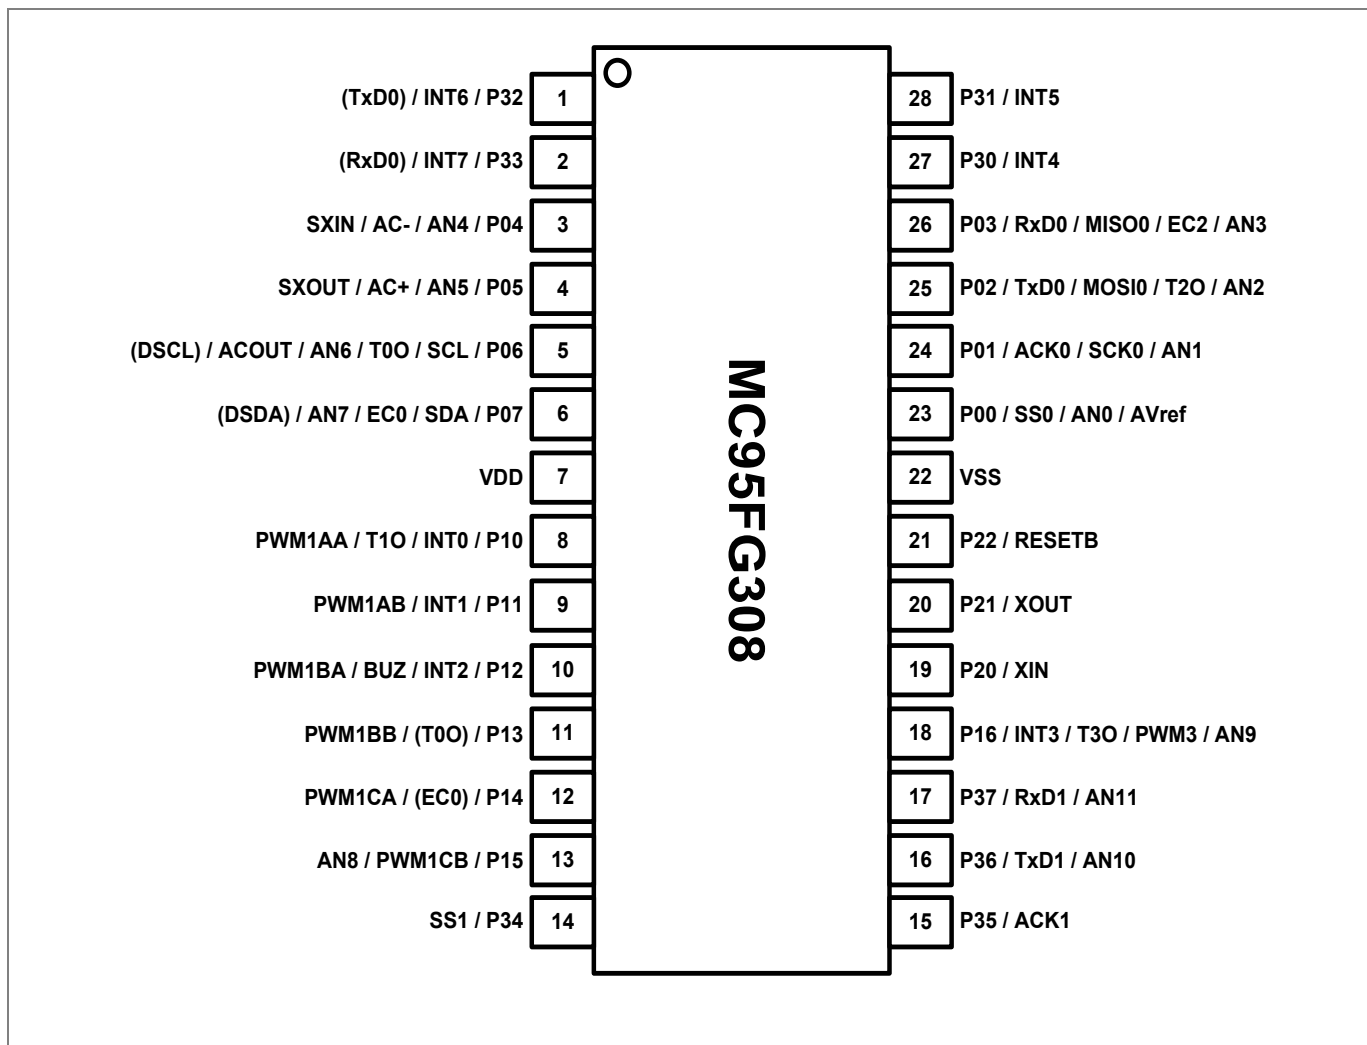 (TxD0) / INT6 / P32 1 28 P31 / INT5
(RxD0) / INT7 / P33 2 27 P30 / INT4
SXIN / AC- / AN4 / P04 3 26 P03 / RxD0 / MISO0 / EC2 / AN3
SXOUT / AC+ / AN5 / P05 4 25 P02 / TxD0 / MOSI0 / T2O / AN2
(DSCL) / ACOUT / AN6 / T0O / SCL / P06 5 24 P01 / ACK0 / SCK0 / AN1
(DSDA) / AN7 / EC0 / SDA / P07 6 23 P00 / SS0 / AN0 / AVref
VDD 7 22 VSS
PWM1AA / T1O / INT0 / P10 8 21 P22 / RESETB
PWM1AB / INT1 / P11 9 20 P21 / XOUT
PWM1BA / BUZ / INT2 / P12 10 19 P20 / XIN
PWM1BB / (T0O) / P13 11 18 P16 / INT3 / T3O / PWM3 / AN9
PWM1CA / (EC0) / P14 12 17 P37 / RxD1 / AN11
AN8 / PWM1CB / P15 13 16 P36 / TxD1 / AN10
SS1 / P34 14 15 P35 / ACK1
MC95FG308